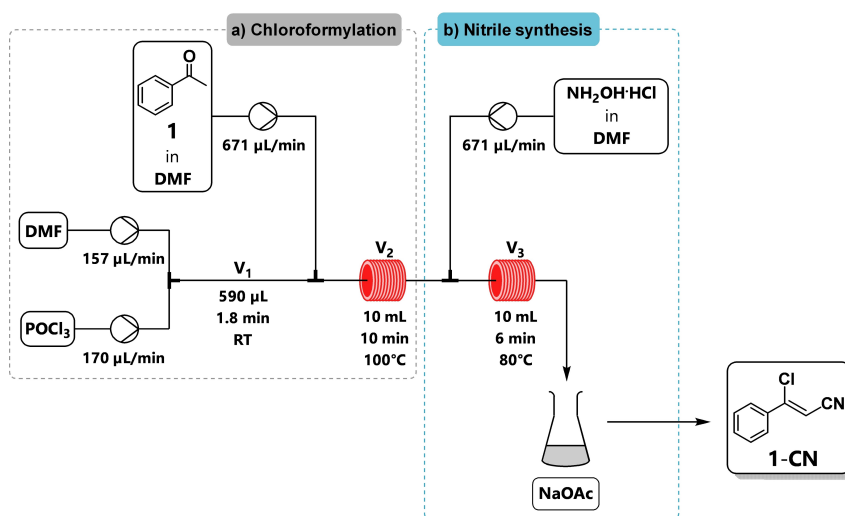 a) Chloroformylation
b) Nitrile synthesis
O
1
in
DMF
671 µL/min
NH₂OH·HCl
in
DMF
671 µL/min
DMF
157 µL/min
POCl₃
170 µL/min
V₁
590 µL
1.8 min
RT
V₂
10 mL
10 min
100°C
V₃
10 mL
6 min
80°C
NaOAc
Cl
CN
1-CN